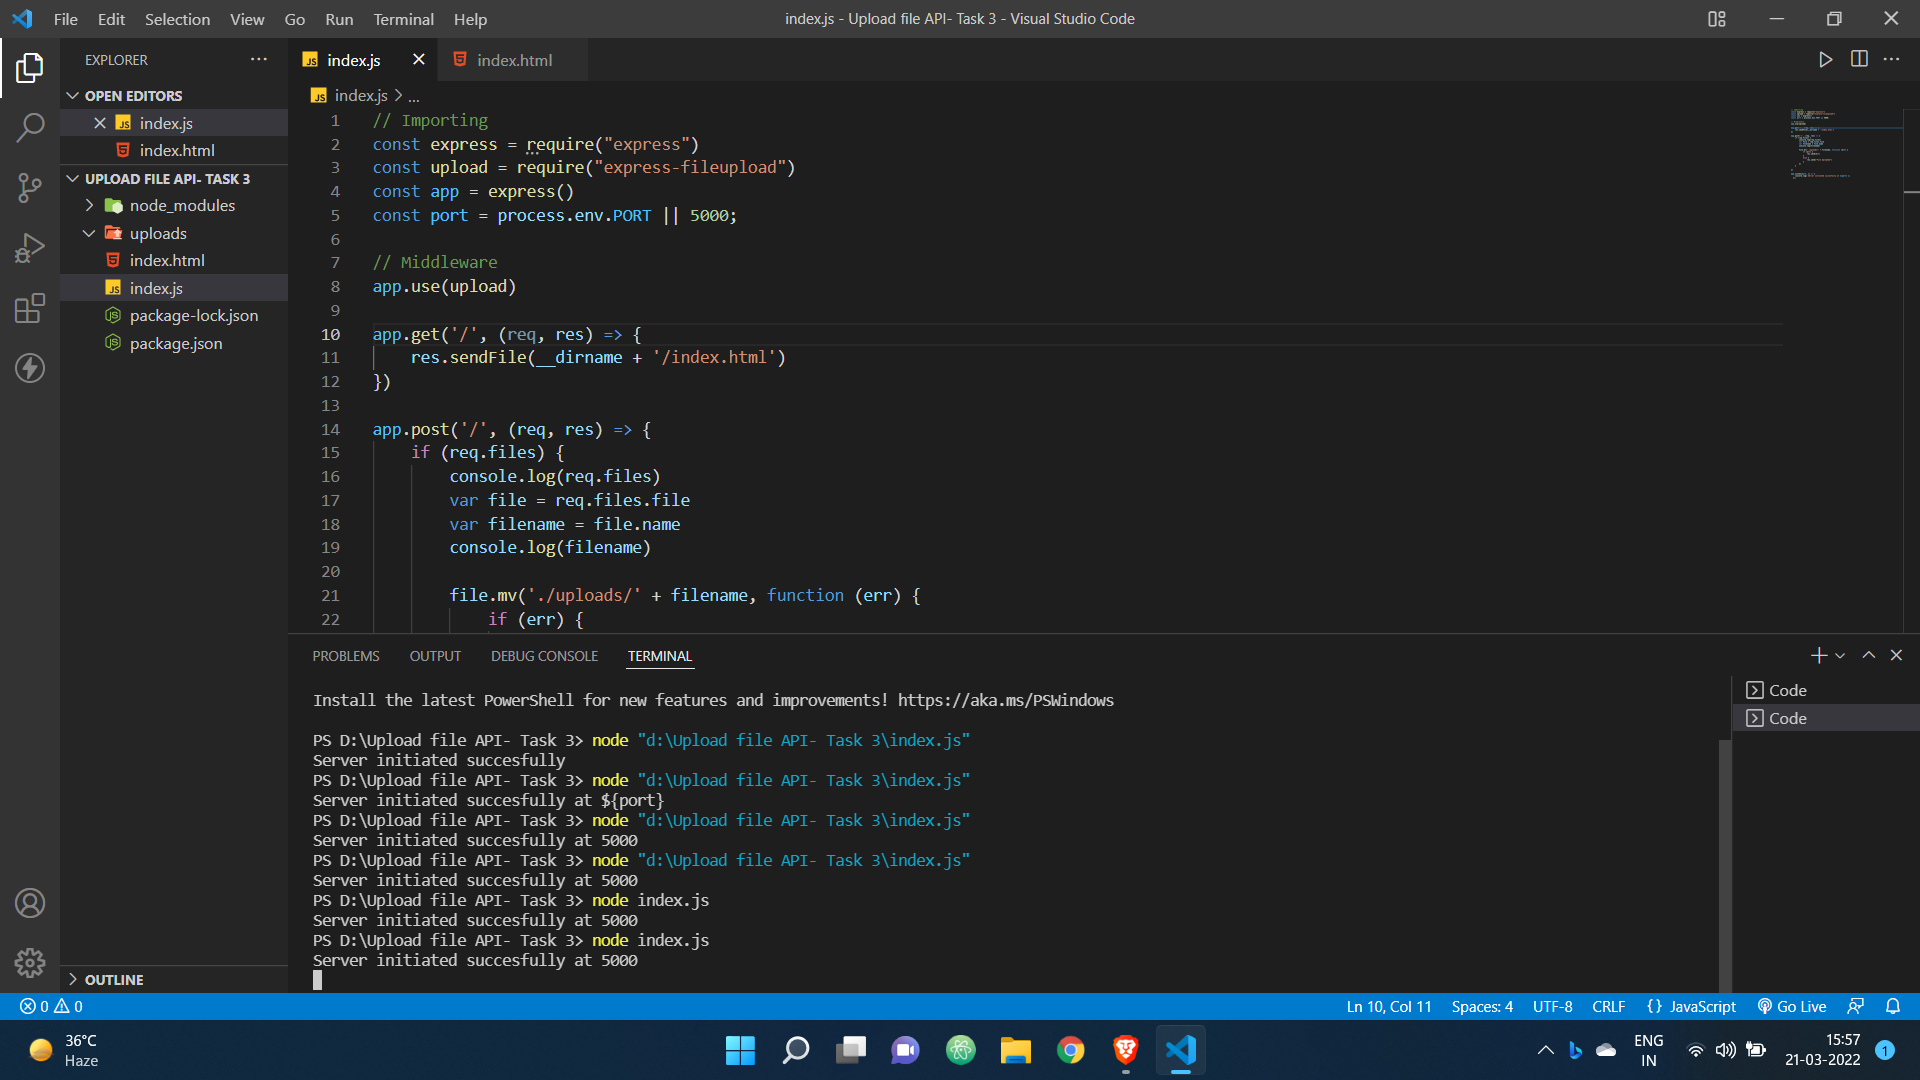 File Edit Selection View Go Run Terminal Help
index.js - Upload file API- Task 3 - Visual Studio Code
EXPLORER
OPEN EDITORS
index.js
index.html
UPLOAD FILE API- TASK 3
node_modules
uploads
index.html
index.js
package-lock.json
package.json
OUTLINE
index.js
index.html
index.js > ...
1 // Importing
2 const express = require("express")
3 const upload = require("express-fileupload")
4 const app = express()
5 const port = process.env.PORT || 5000;
6
7 // Middleware
8 app.use(upload)
9
10 app.get('/', (req, res) => {
11 res.sendFile(__dirname + '/index.html')
12 })
13
14 app.post('/', (req, res) => {
15 if (req.files) {
16 console.log(req.files)
17 var file = req.files.file
18 var filename = file.name
19 console.log(filename)
20
21 file.mv('./uploads/' + filename, function (err) {
22 if (err) {
PROBLEMS OUTPUT DEBUG CONSOLE TERMINAL
Install the latest PowerShell for new features and improvements! https://aka.ms/PSWindows
PS D:\Upload file API- Task 3> node "d:\Upload file API- Task 3\index.js"
Server initiated succesfully
PS D:\Upload file API- Task 3> node "d:\Upload file API- Task 3\index.js"
Server initiated succesfully at ${port}
PS D:\Upload file API- Task 3> node "d:\Upload file API- Task 3\index.js"
Server initiated succesfully at 5000
PS D:\Upload file API- Task 3> node "d:\Upload file API- Task 3\index.js"
Server initiated succesfully at 5000
PS D:\Upload file API- Task 3> node index.js
Server initiated succesfully at 5000
PS D:\Upload file API- Task 3> node index.js
Server initiated succesfully at 5000
Code
Code
0 0
Ln 10, Col 11 Spaces: 4 UTF-8 CRLF {} JavaScript Go Live
36°C
Haze
ENG
IN
15:57
21-03-2022
1